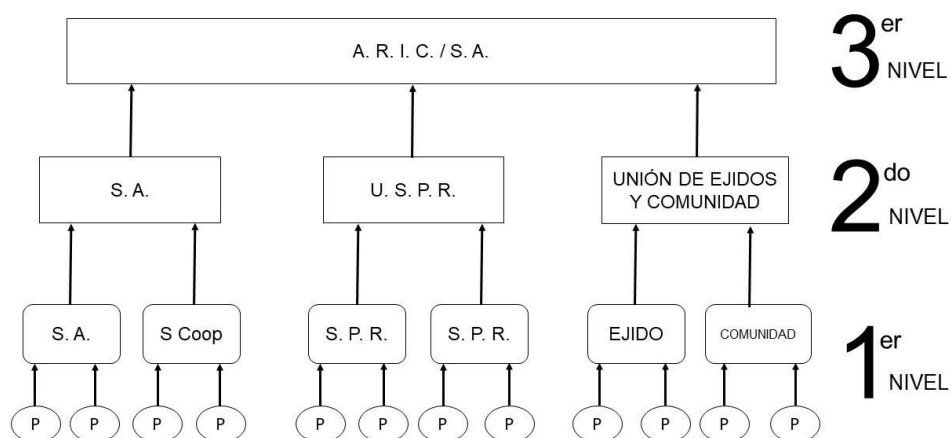 A. R. I. C. / S. A.
3er
NIVEL
S. A.
U. S. P. R.
UNIÓN DE EJIDOS
Y COMUNIDAD
2do
NIVEL
S. A.
S Coop
S. P. R.
S. P. R.
EJIDO
COMUNIDAD
1er
NIVEL
P
P
P
P
P
P
P
P
P
P
P
P